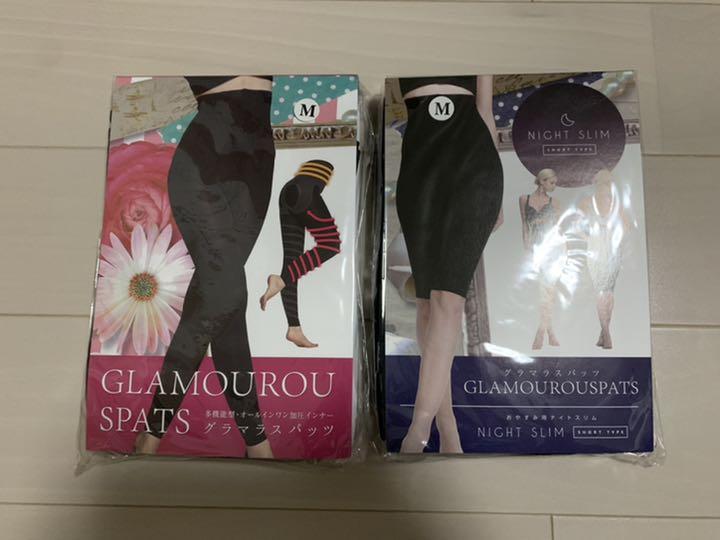 M
GLAMOUROU
SPATS
多機能型・オールインワン加圧インナー
グラマラスパッツ
M
NIGHT SLIM
SHORT TYPE
グラマラスパッツ
GLAMOUROUSPATS
おやすみ用ナイトスリム
NIGHT SLIM SHORT TYPE